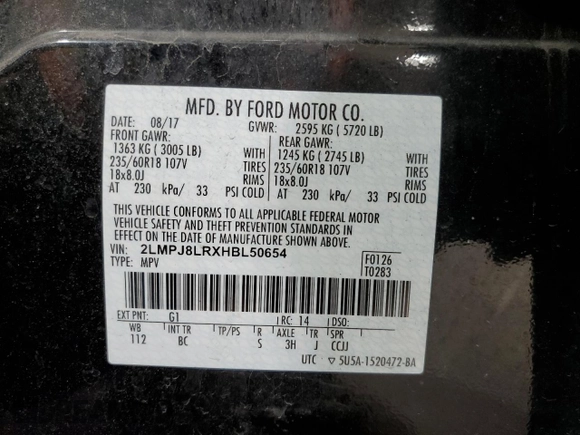 MFD. BY FORD MOTOR CO.
DATE: 08/17 GVWR: 2595 KG ( 5720 LB)
FRONT GAWR: REAR GAWR:
1363 KG ( 3005 LB) WITH 1245 KG ( 2745 LB) WITH
235/60R18 107V TIRES 235/60R18 107V TIRES
18x8.0J RIMS 18x8.0J RIMS
AT 230 kPa/ 33 PSI COLD AT 230 kPa/ 33 PSI COLD
THIS VEHICLE CONFORMS TO ALL APPLICABLE FEDERAL MOTOR
VEHICLE SAFETY AND THEFT PREVENTION STANDARDS IN
EFFECT ON THE DATE OF MANUFACTURE SHOWN ABOVE.
VIN: 2LMPJ8LRXHBL50654 F0126
TYPE: MPV T0283
EXT PNT: G1 RC: 14 DSO:
WB INT TR TP/PS R AXLE TR SPR
112 BC S 3H J CCJJ
UTC ▽ 5U5A-1520472-BA